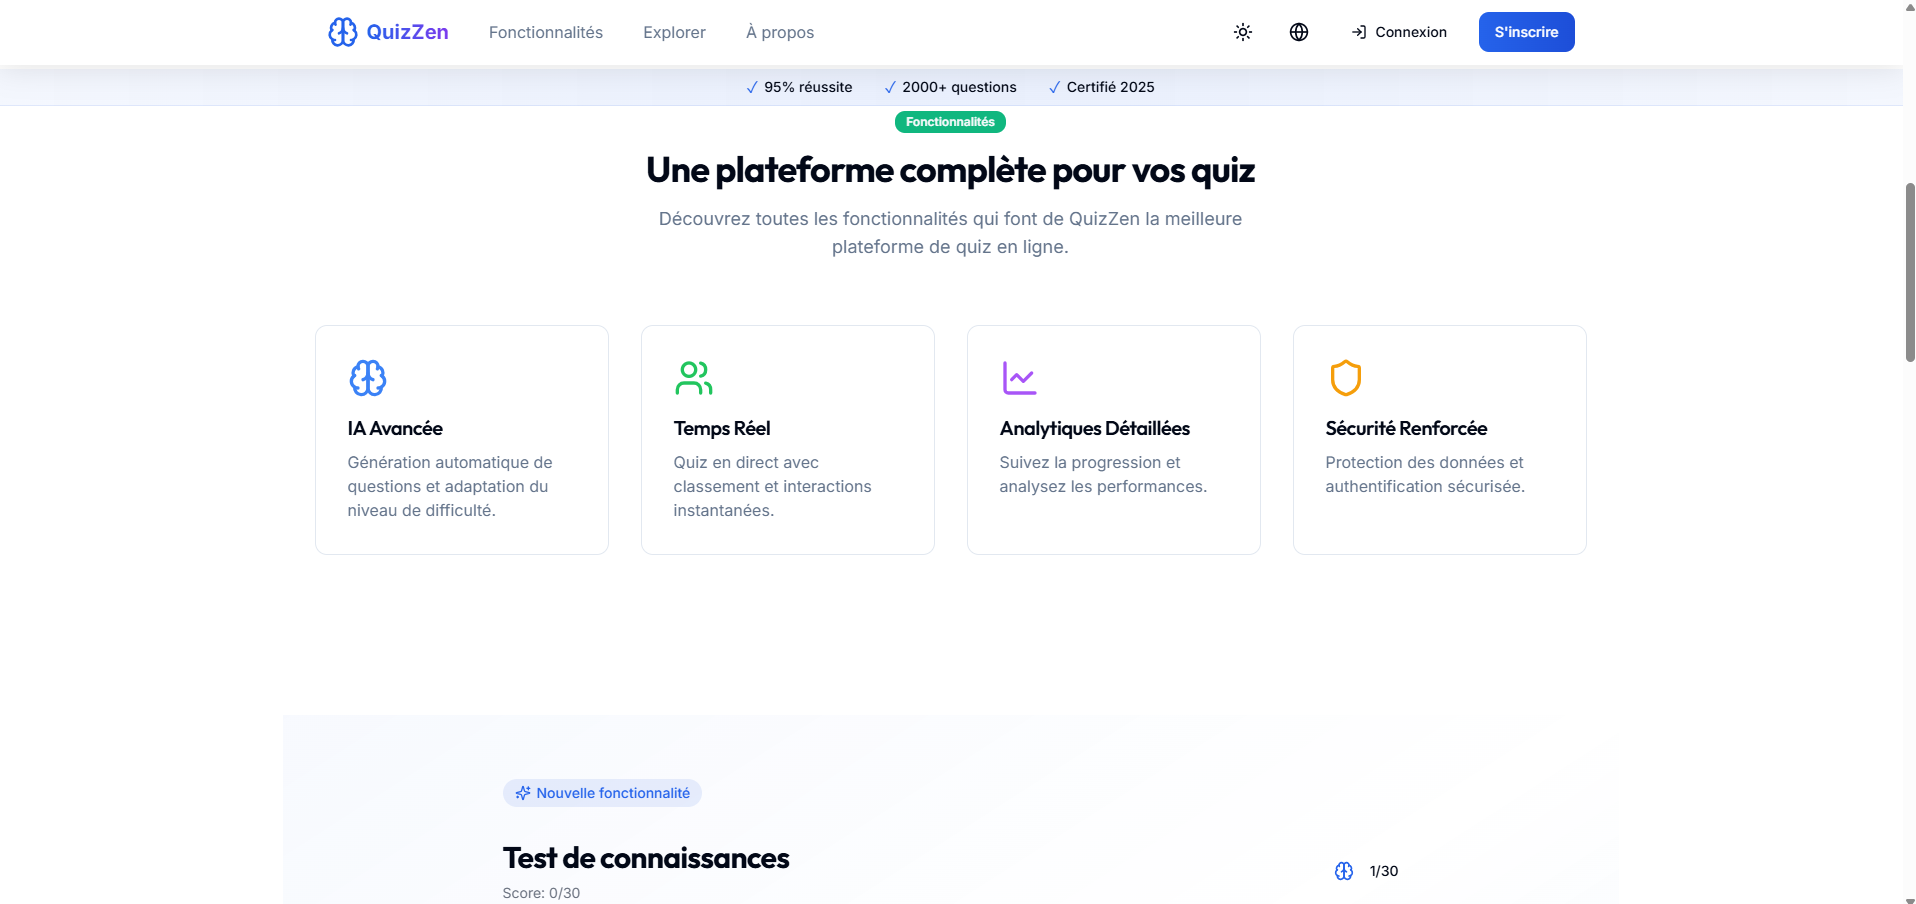 QuizZen
Fonctionnalités
Explorer
À propos
Connexion
S'inscrire
✓ 95% réussite
✓ 2000+ questions
✓ Certifié 2025
Fonctionnalités
Une plateforme complète pour vos quiz
Découvrez toutes les fonctionnalités qui font de QuizZen la meilleure
plateforme de quiz en ligne.
IA Avancée
Génération automatique de
questions et adaptation du
niveau de difficulté.
Temps Réel
Quiz en direct avec
classement et interactions
instantanées.
Analytiques Détaillées
Suivez la progression et
analysez les performances.
Sécurité Renforcée
Protection des données et
authentification sécurisée.
Nouvelle fonctionnalité
Test de connaissances
Score: 0/30
1/30